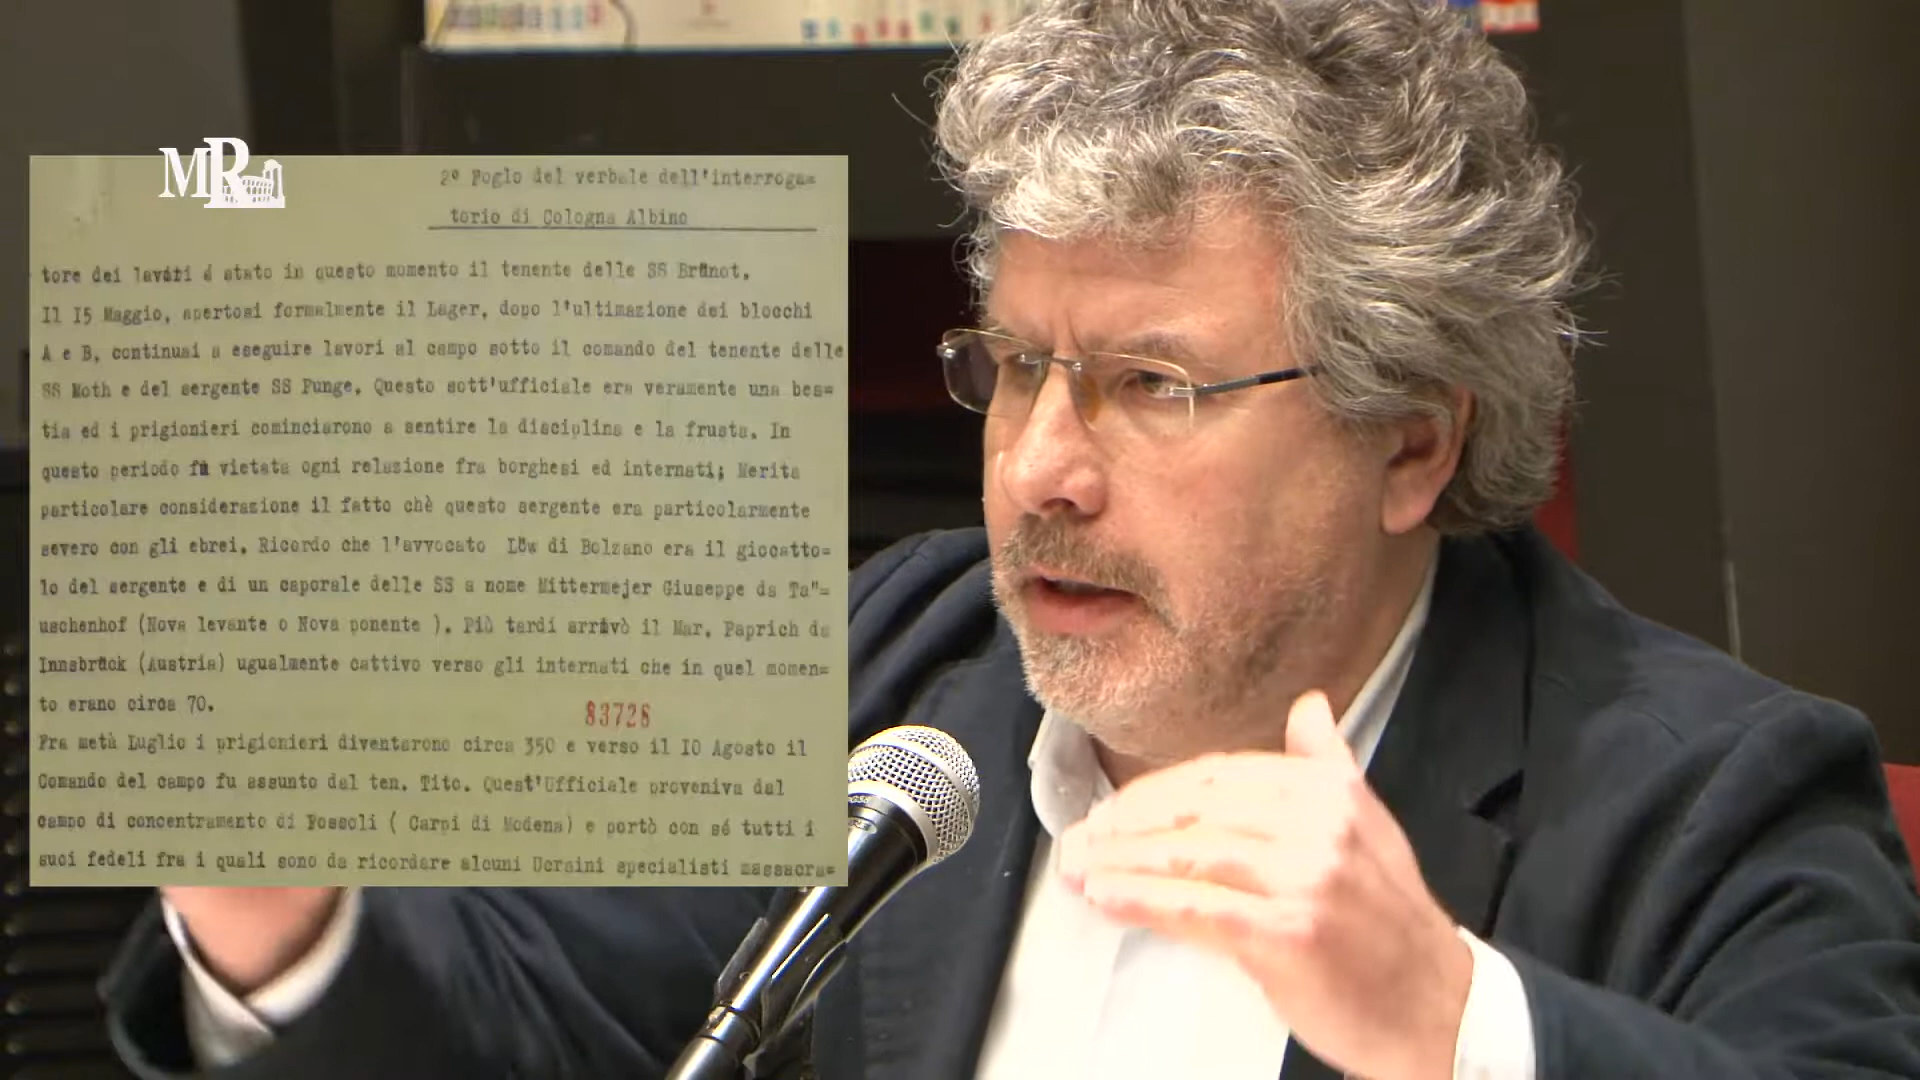 MR
2º Foglo del verbale dell'interroga=
torio di Cologna Albino
tore dei lavori é stato in questo momento il tenente delle SS Brünot.
Il I5 Maggio, apertosi formalmente il Lager, dopo l'ultimazione dei blocchi
A e B, continuai a eseguire lavori al campo sotto il comando del tenente delle
SS Moth e del sergente SS Funge. Questo sott'ufficiale era veramente una bes=
tia ed i prigionieri cominciarono a sentire la disciplina e la frusta. In
questo periodo fù vietata ogni relazione fra borghesi ed internati; Merita
particolare considerazione il fatto chè questo sergente era particolarmente
severo con gli ebrei. Ricordo che l'avvocato Löw di Bolzano era il giocatto=
lo del sergente e di un caporale delle SS a nome Mittermejer Giuseppe da Ta"=
uschenhof (Nova levante o Nova ponente ). Più tardi arrivò il Mar. Paprich da
Innsbrück (Austria) ugualmente cattivo verso gli internati che in quel momen=
to erano circa 70.
83728
Fra metà Luglio i prigionieri diventarono circa 350 e verso il I0 Agosto il
Comando del campo fu assunto dal ten. Tito. Quest'Ufficiale proveniva dal
campo di concentramento di Fossoli ( Carpi di Modena) e portò con sé tutti i
suoi fedeli fra i quali sono da ricordare alcuni Ucraini specialisti massacra=